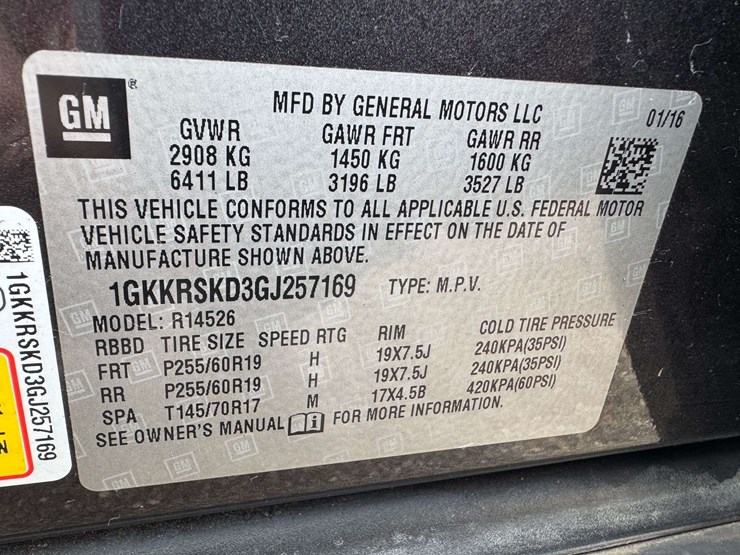 GM
MFD BY GENERAL MOTORS LLC
01/16
GVWR GAWR FRT GAWR RR
2908 KG 1450 KG 1600 KG
6411 LB 3196 LB 3527 LB
THIS VEHICLE CONFORMS TO ALL APPLICABLE U.S. FEDERAL MOTOR
VEHICLE SAFETY STANDARDS IN EFFECT ON THE DATE OF
MANUFACTURE SHOWN ABOVE.
1GKKRSKD3GJ257169 TYPE: M.P.V.
MODEL: R14526
RBBD TIRE SIZE SPEED RTG RIM COLD TIRE PRESSURE
FRT P255/60R19 H 19X7.5J 240KPA(35PSI)
RR P255/60R19 H 19X7.5J 240KPA(35PSI)
SPA T145/70R17 M 17X4.5B 420KPA(60PSI)
SEE OWNER'S MANUAL i FOR MORE INFORMATION.
1GKKRSKD3GJ257169